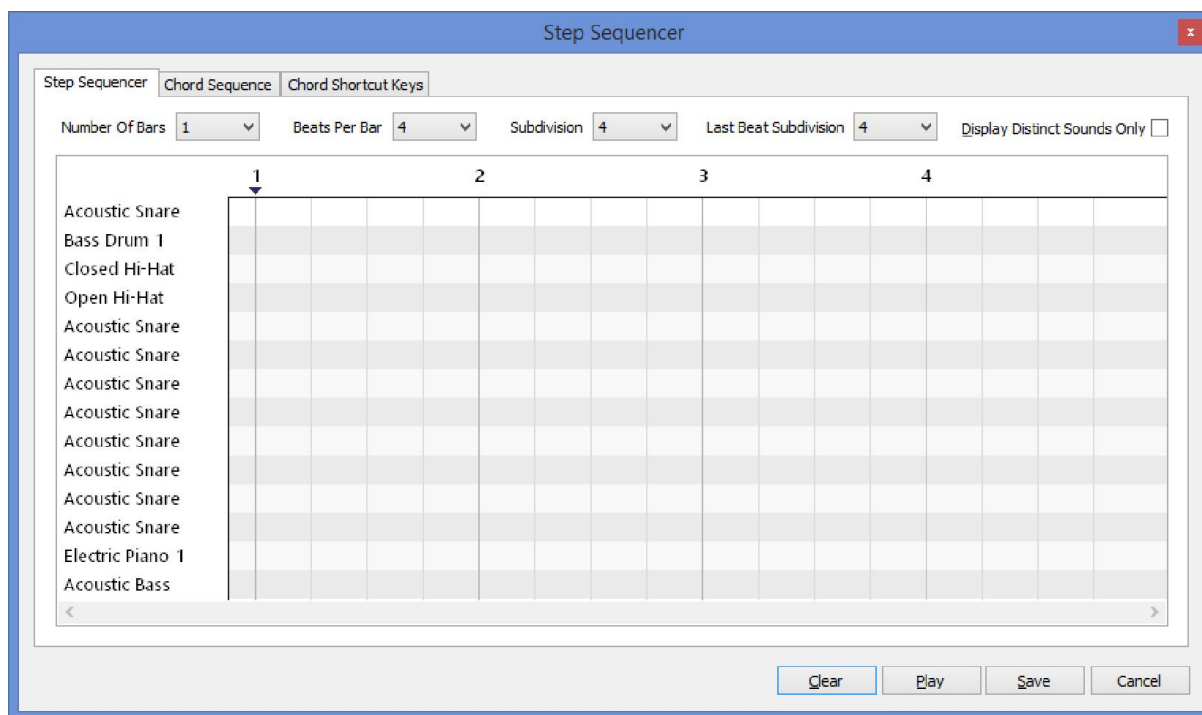 Step Sequencer
x
Step Sequencer Chord Sequence Chord Shortcut Keys
Number Of Bars 1 Beats Per Bar 4 Subdivision 4 Last Beat Subdivision 4 Display Distinct Sounds Only
1 2 3 4
Acoustic Snare
Bass Drum 1
Closed Hi-Hat
Open Hi-Hat
Acoustic Snare
Acoustic Snare
Acoustic Snare
Acoustic Snare
Acoustic Snare
Acoustic Snare
Acoustic Snare
Acoustic Snare
Electric Piano 1
Acoustic Bass
Clear Play Save Cancel